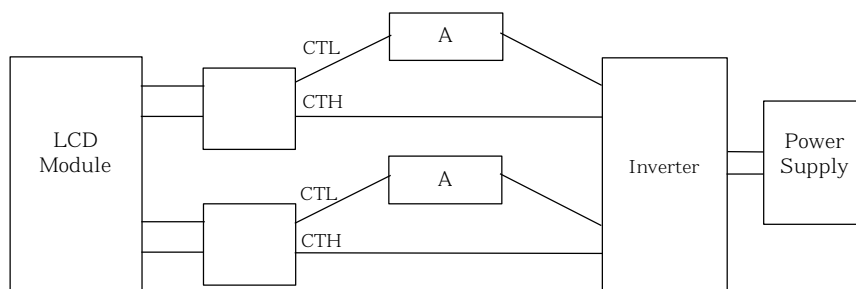 A
CTL
CTH
LCD
Module
Power
Supply
Inverter
A
CTL
CTH